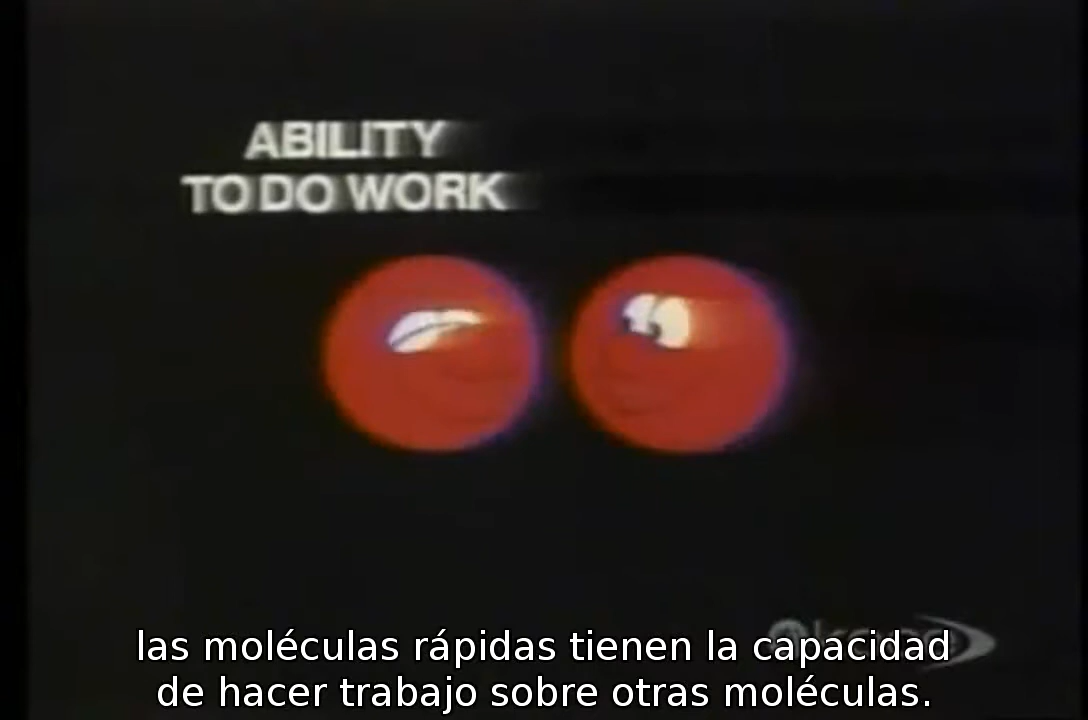 ABILITY
TO DO WORK
las moléculas rápidas tienen la capacidad
de hacer trabajo sobre otras moléculas.